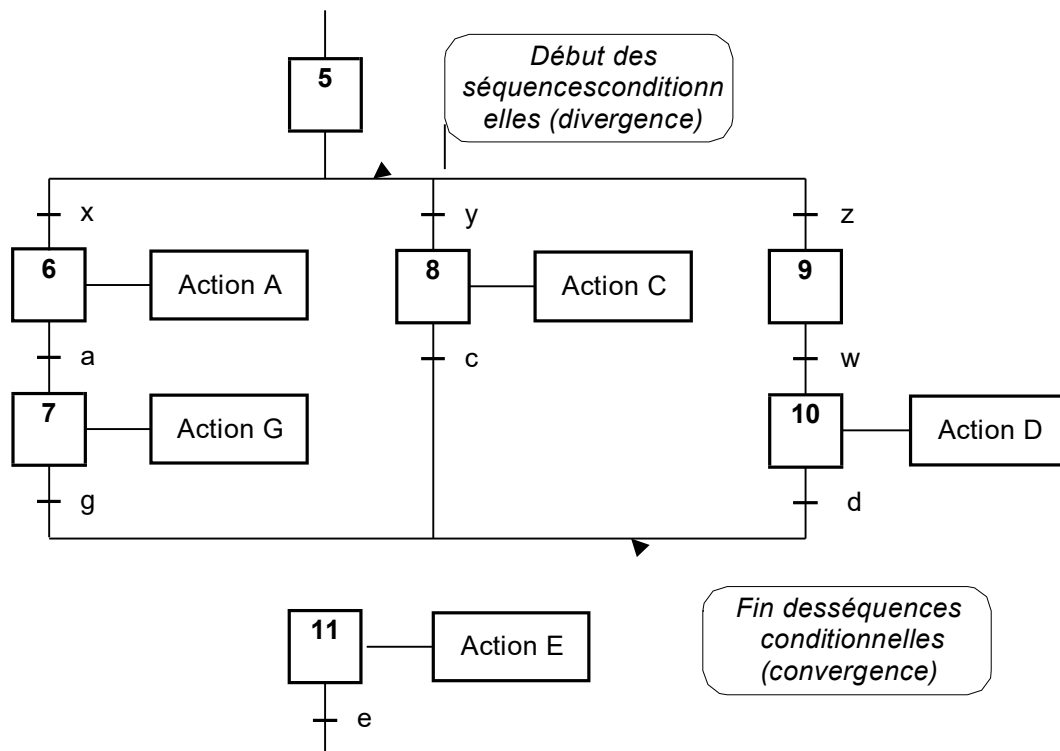 5
Début des
séquencesconditionn
elles (divergence)
x
y
z
6
Action A
8
Action C
9
a
c
w
7
Action G
10
Action D
g
d
11
Action E
Fin desséquences
conditionnelles
(convergence)
e